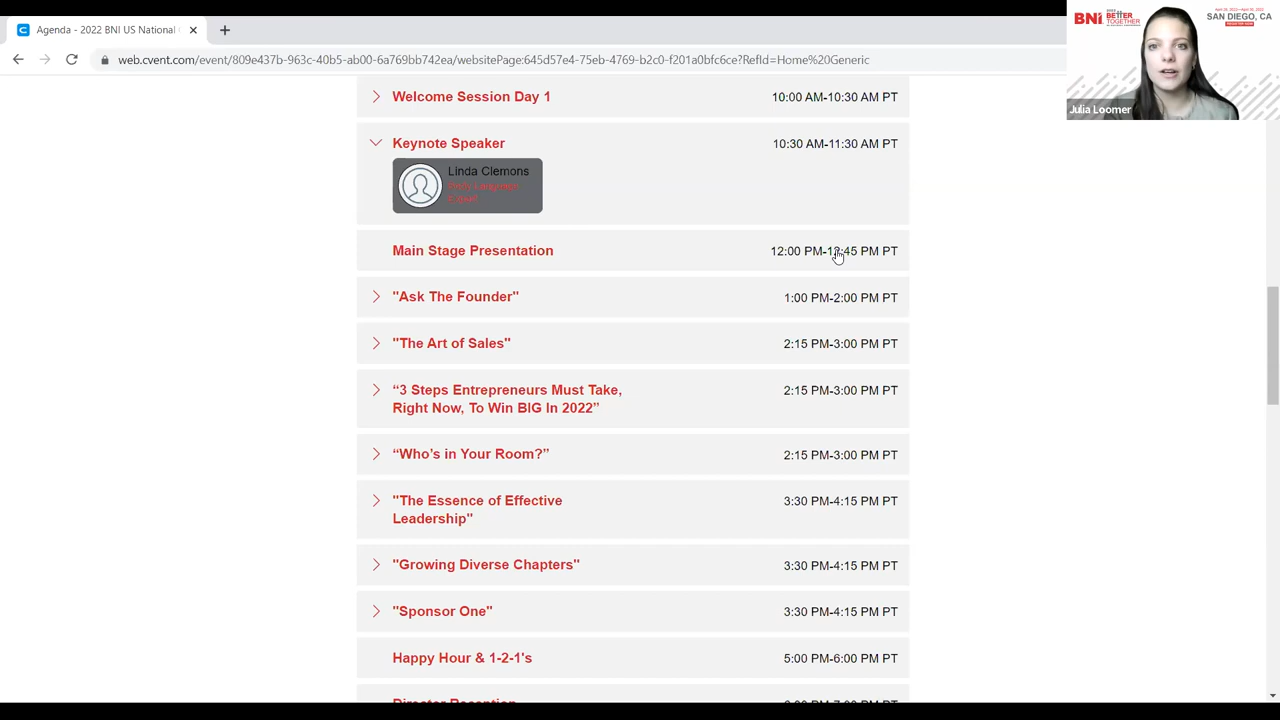 Agenda - 2022 BNI US National
web.cvent.com/event/809e437b-963c-40b5-ab00-6a769bb742ea/websitePage:645d57e4-75eb-4769-b2c0-f201a0bfc6ce?RefId=Home%20Generic
BNI
BETTER
TOGETHER
SAN DIEGO, CA
Julia Loomer
Welcome Session Day 1 10:00 AM-10:30 AM PT
Keynote Speaker 10:30 AM-11:30 AM PT
Linda Clemons
Main Stage Presentation 12:00 PM-12:45 PM PT
"Ask The Founder" 1:00 PM-2:00 PM PT
"The Art of Sales" 2:15 PM-3:00 PM PT
“3 Steps Entrepreneurs Must Take, 2:15 PM-3:00 PM PT
Right Now, To Win BIG In 2022”
“Who’s in Your Room?” 2:15 PM-3:00 PM PT
"The Essence of Effective 3:30 PM-4:15 PM PT
Leadership"
"Growing Diverse Chapters" 3:30 PM-4:15 PM PT
"Sponsor One" 3:30 PM-4:15 PM PT
Happy Hour & 1-2-1's 5:00 PM-6:00 PM PT